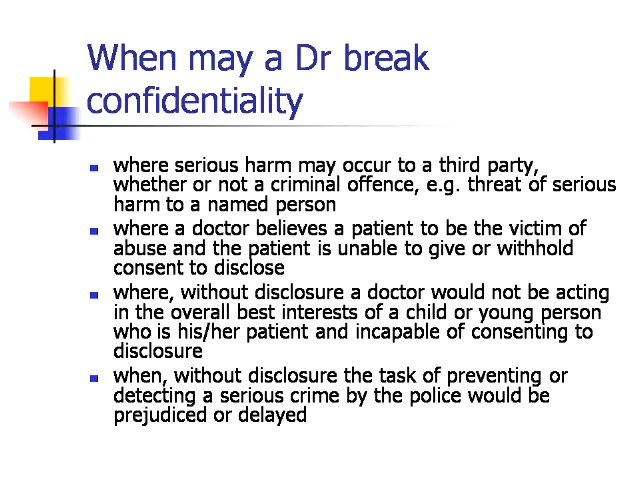 When may a Dr break
confidentiality
where serious harm may occur to a third party,
whether or not a criminal offence, e.g. threat of serious
harm to a named person
where a doctor believes a patient to be the victim of
abuse and the patient is unable to give or withhold
consent to disclose
where, without disclosure a doctor would not be acting
in the overall best interests of a child or young person
who is his/her patient and incapable of consenting to
disclosure
when, without disclosure the task of preventing or
detecting a serious crime by the police would be
prejudiced or delayed